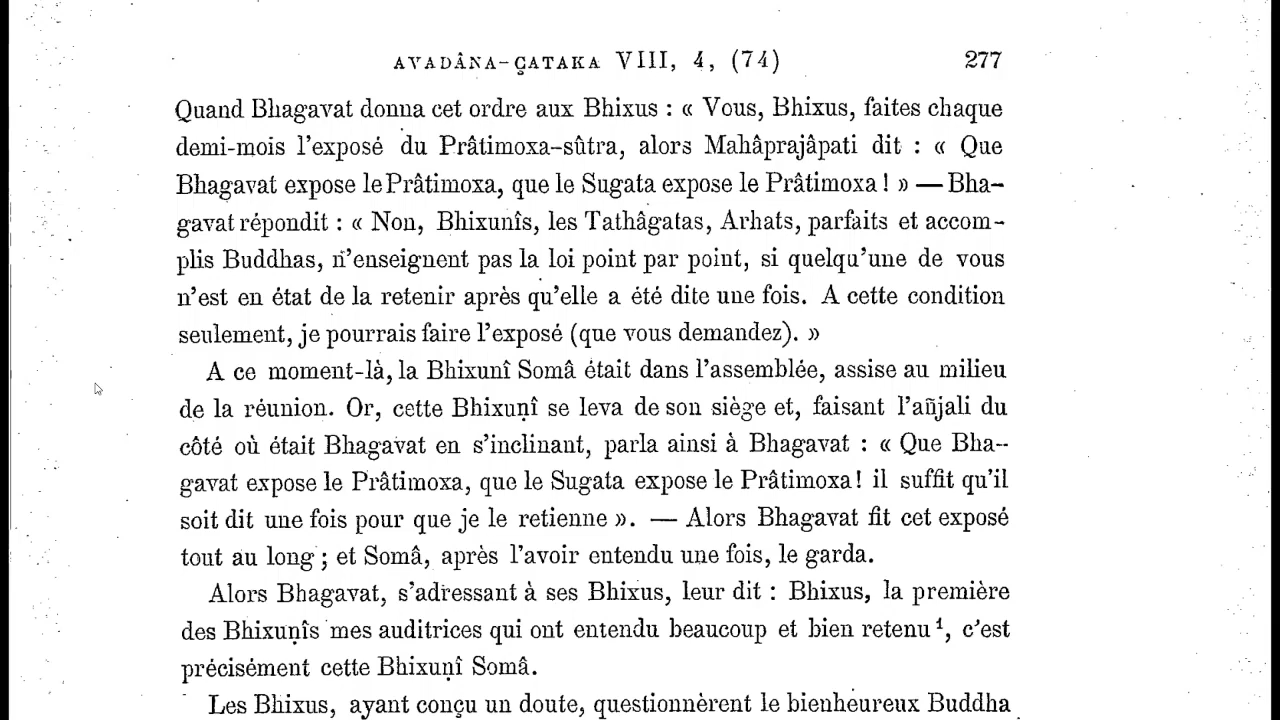 AVADÂNA-ÇATAKA VIII, 4, (74) 277
Quand Bhagavat donna cet ordre aux Bhixus : « Vous, Bhixus, faites chaque
demi-mois l'exposé du Prâtimoxa-sûtra, alors Mahâprajâpati dit : « Que
Bhagavat expose le Prâtimoxa, que le Sugata expose le Prâtimoxa ! » — Bha-
gavat répondit : « Non, Bhixunîs, les Tathâgatas, Arhats, parfaits et accom-
plis Buddhas, n'enseignent pas la loi point par point, si quelqu'une de vous
n'est en état de la retenir après qu'elle a été dite une fois. A cette condition
seulement, je pourrais faire l'exposé (que vous demandez). »
A ce moment-là, la Bhixunî Somâ était dans l'assemblée, assise au milieu
de la réunion. Or, cette Bhixuṇî se leva de son siège et, faisant l'añjali du
côté où était Bhagavat en s'inclinant, parla ainsi à Bhagavat : « Que Bha-
gavat expose le Prâtimoxa, que le Sugata expose le Prâtimoxa! il suffit qu'il
soit dit une fois pour que je le retienne ». — Alors Bhagavat fit cet exposé
tout au long ; et Somâ, après l'avoir entendu une fois, le garda.
Alors Bhagavat, s'adressant à ses Bhixus, leur dit : Bhixus, la première
des Bhixuṇîs mes auditrices qui ont entendu beaucoup et bien retenu ¹, c'est
précisément cette Bhixuṇî Somâ.
Les Bhixus, ayant conçu un doute, questionnèrent le bienheureux Buddha